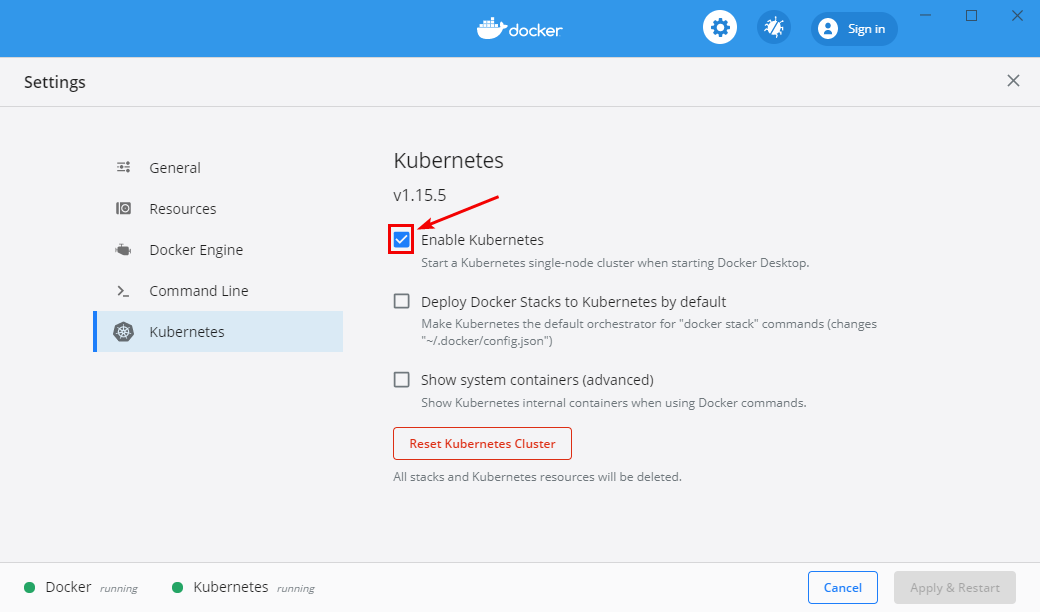 docker
Sign in
Settings
General
Resources
Docker Engine
Command Line
Kubernetes
Kubernetes
v1.15.5
Enable Kubernetes
Start a Kubernetes single-node cluster when starting Docker Desktop.
Deploy Docker Stacks to Kubernetes by default
Make Kubernetes the default orchestrator for "docker stack" commands (changes
"~/.docker/config.json")
Show system containers (advanced)
Show Kubernetes internal containers when using Docker commands.
Reset Kubernetes Cluster
All stacks and Kubernetes resources will be deleted.
Docker running Kubernetes running
Cancel
Apply & Restart